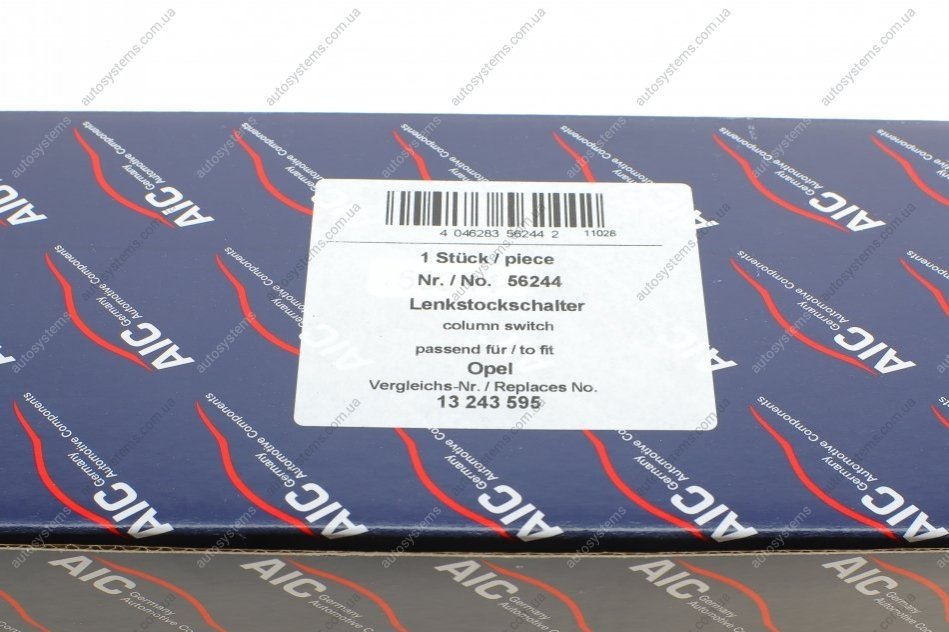 4 046283 56244 2 11028
1 Stück / piece
Nr. / No. 56244
Lenkstockschalter
column switch
passend für / to fit
Opel
Vergleichs-Nr. / Replaces No.
13 243 595
AIC Germany
Automotive Components
autosystems.com.ua